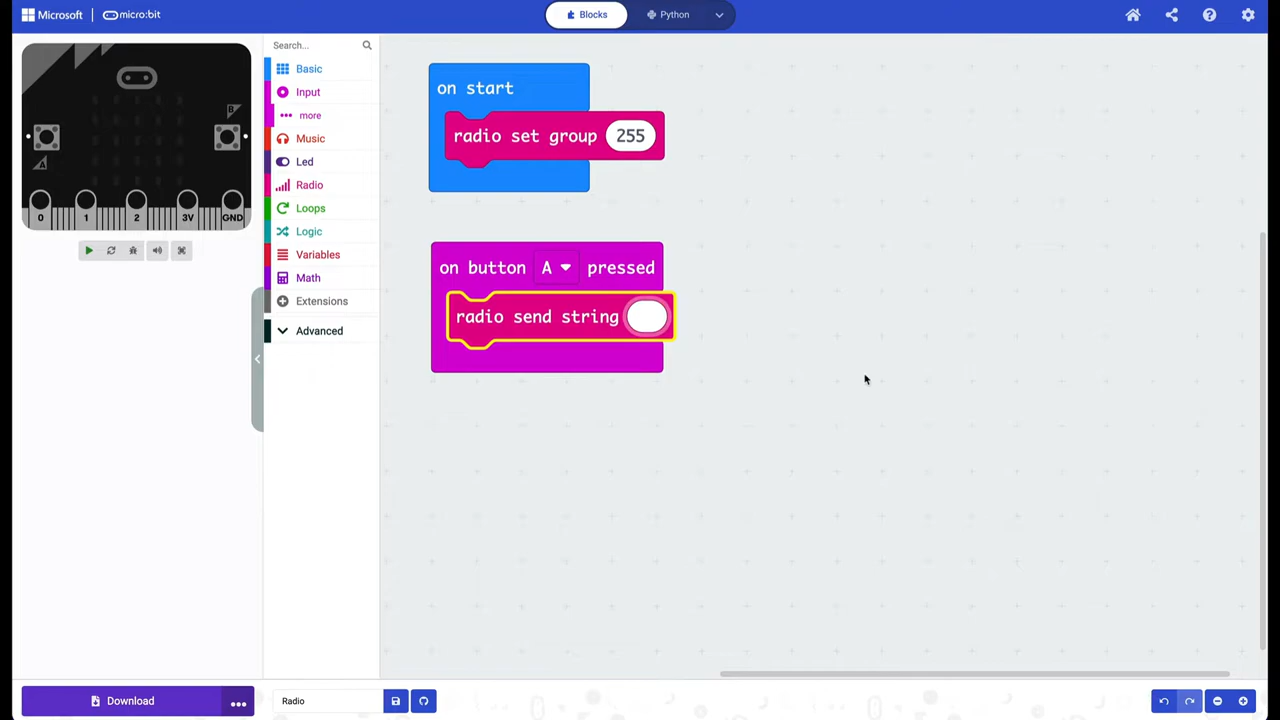 Microsoft
micro:bit
Blocks
Python
A
B
0
1
2
3V
GND
Search...
Basic
Input
more
Music
Led
Radio
Loops
Logic
Variables
Math
Extensions
Advanced
on start
radio set group 255
on button A pressed
radio send string
Download
Radio